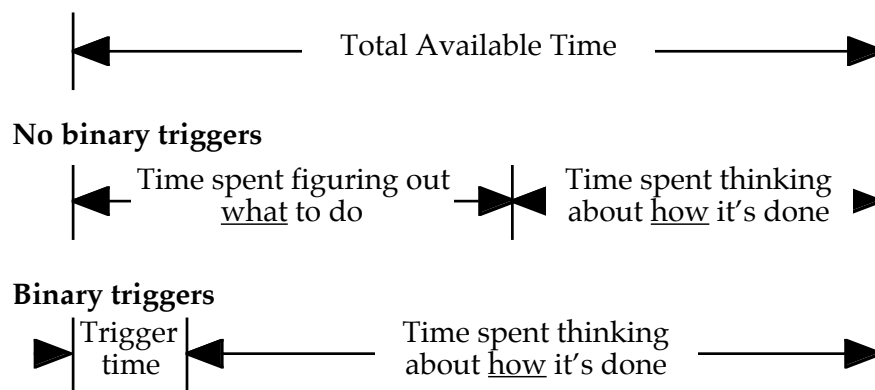 Total Available Time
No binary triggers
Time spent figuring out
what to do
Time spent thinking
about how it's done
Binary triggers
Trigger
time
Time spent thinking
about how it's done